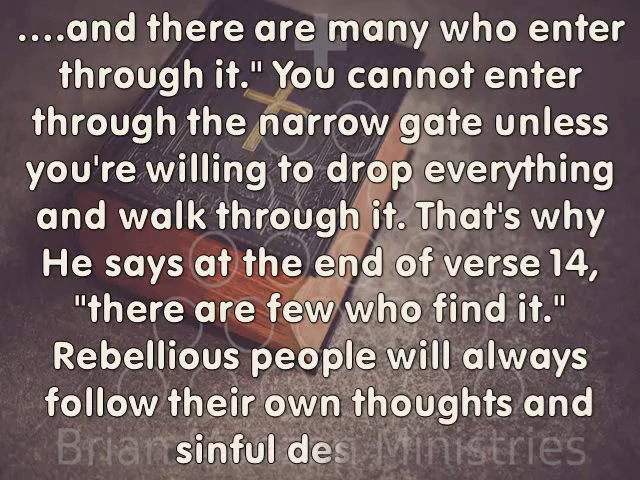 ....and there are many who enter
through it." You cannot enter
through the narrow gate unless
you're willing to drop everything
and walk through it. That's why
He says at the end of verse 14,
"there are few who find it."
Rebellious people will always
follow their own thoughts and
sinful des
Brian Ministries